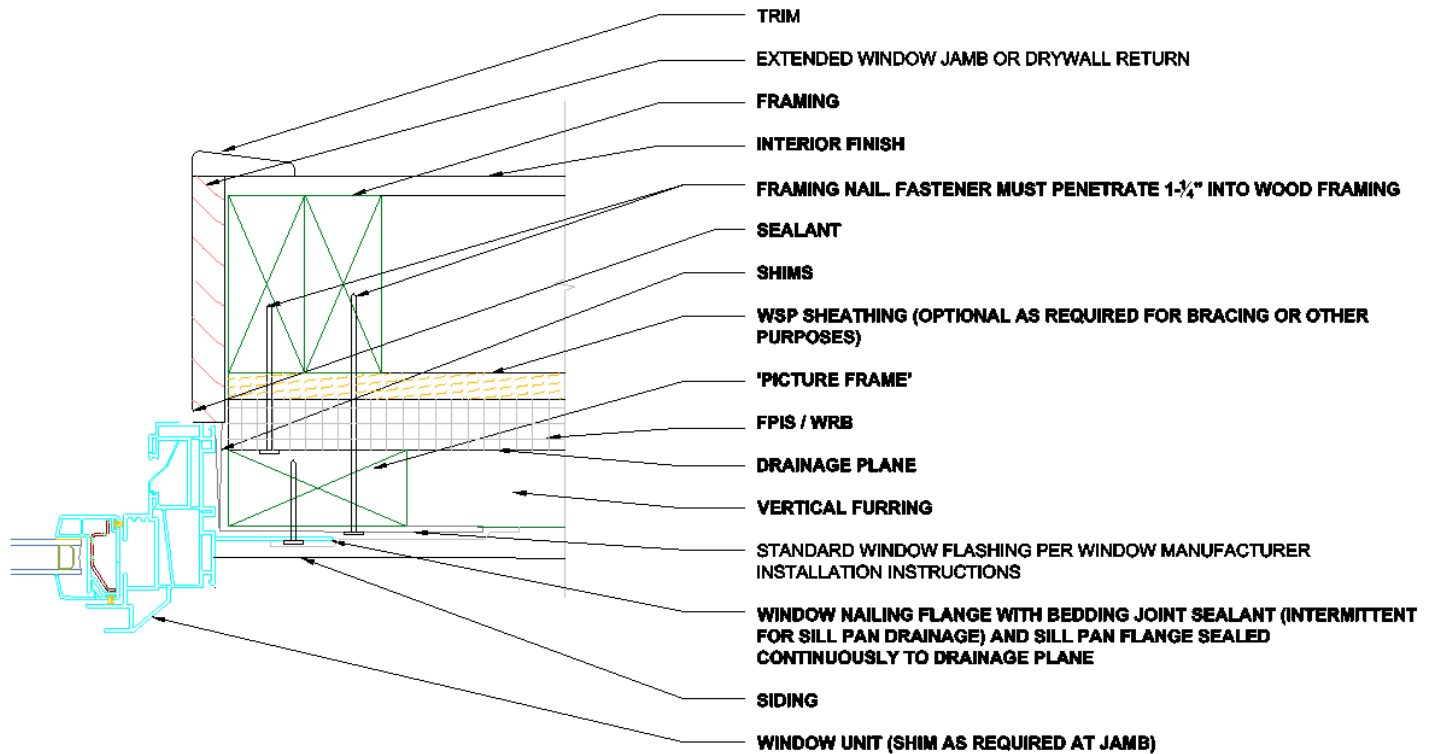 TRIM
EXTENDED WINDOW JAMB OR DRYWALL RETURN
FRAMING
INTERIOR FINISH
FRAMING NAIL. FASTENER MUST PENETRATE 1-¼" INTO WOOD FRAMING
SEALANT
SHIMS
WSP SHEATHING (OPTIONAL AS REQUIRED FOR BRACING OR OTHER
PURPOSES)
'PICTURE FRAME'
FPIS / WRB
DRAINAGE PLANE
VERTICAL FURRING
STANDARD WINDOW FLASHING PER WINDOW MANUFACTURER
INSTALLATION INSTRUCTIONS
WINDOW NAILING FLANGE WITH BEDDING JOINT SEALANT (INTERMITTENT
FOR SILL PAN DRAINAGE) AND SILL PAN FLANGE SEALED
CONTINUOUSLY TO DRAINAGE PLANE
SIDING
WINDOW UNIT (SHIM AS REQUIRED AT JAMB)